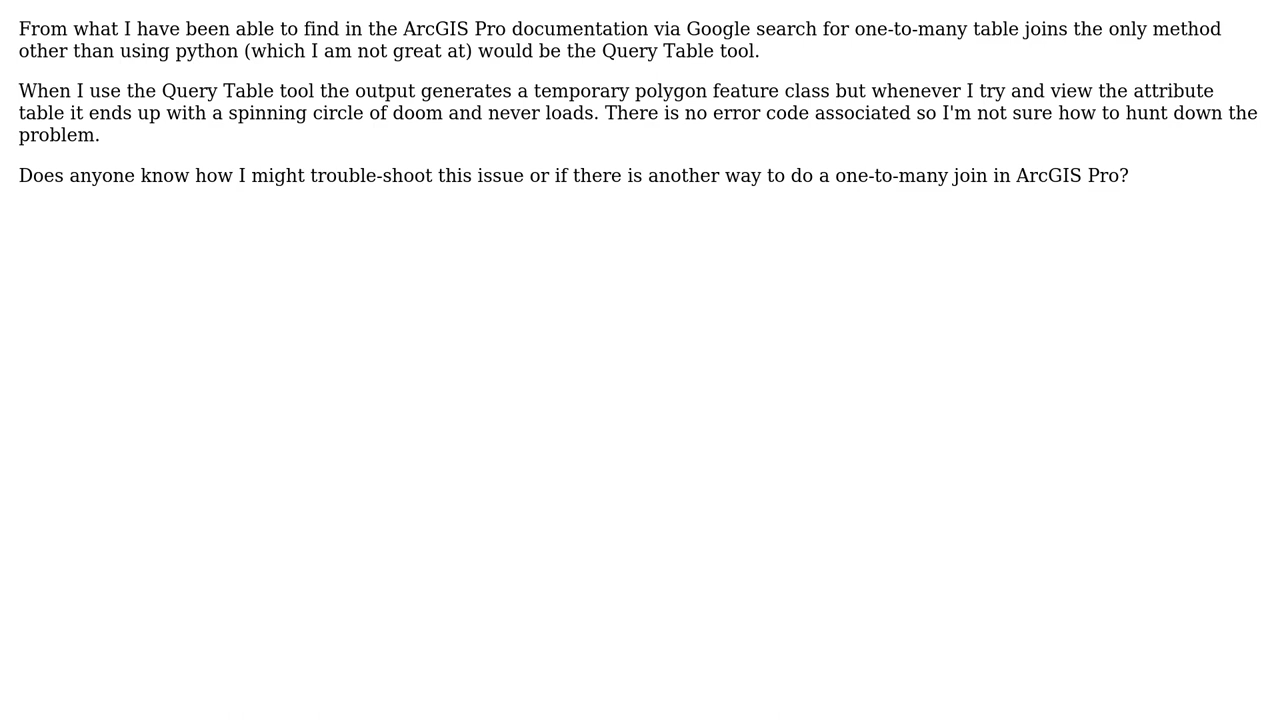 From what I have been able to find in the ArcGIS Pro documentation via Google search for one-to-many table joins the only method
other than using python (which I am not great at) would be the Query Table tool.
When I use the Query Table tool the output generates a temporary polygon feature class but whenever I try and view the attribute
table it ends up with a spinning circle of doom and never loads. There is no error code associated so I'm not sure how to hunt down the
problem.
Does anyone know how I might trouble-shoot this issue or if there is another way to do a one-to-many join in ArcGIS Pro?